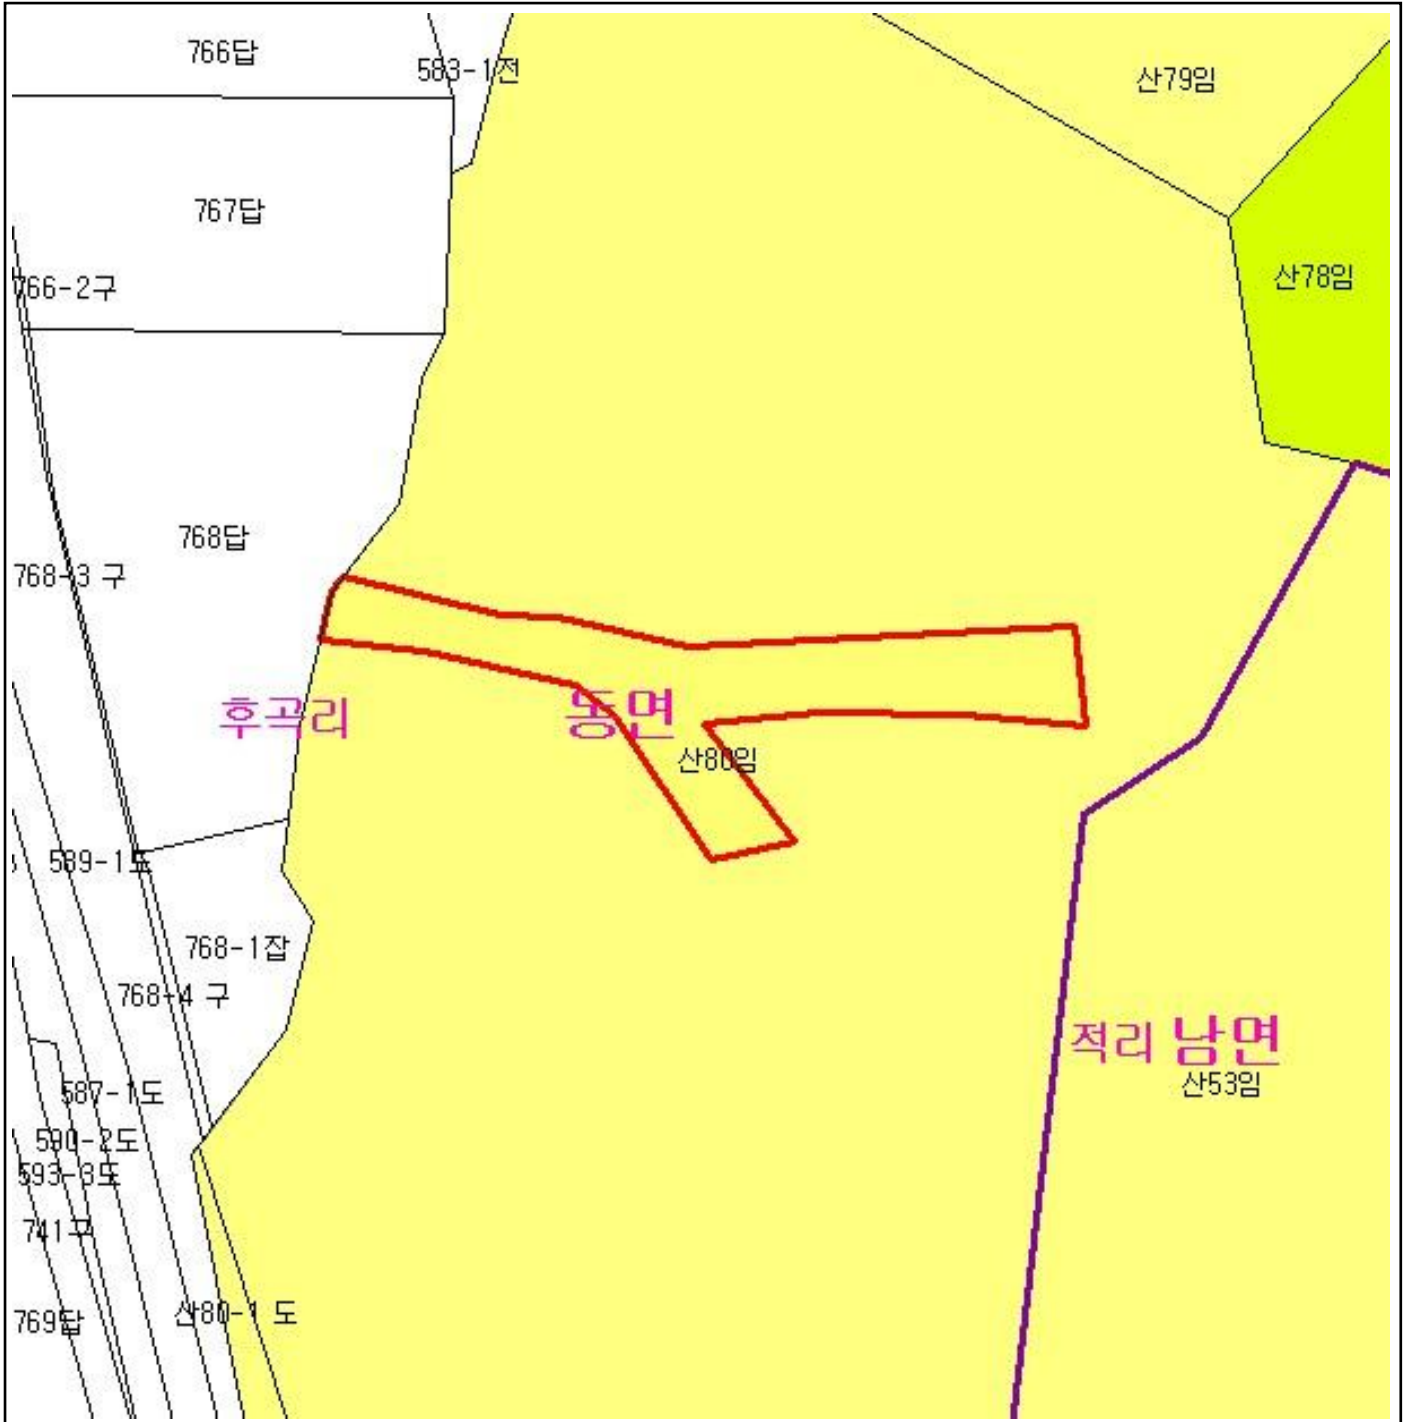 766답
583-1전
산79임
767답
산78임
766-2구
768답
768-3 구
후곡리
동면
산80임
589-1도
768-1잡
768-4 구
적리 남면
산53임
587-1도
590-2도
593-3도
741구
산80-1 도
769답